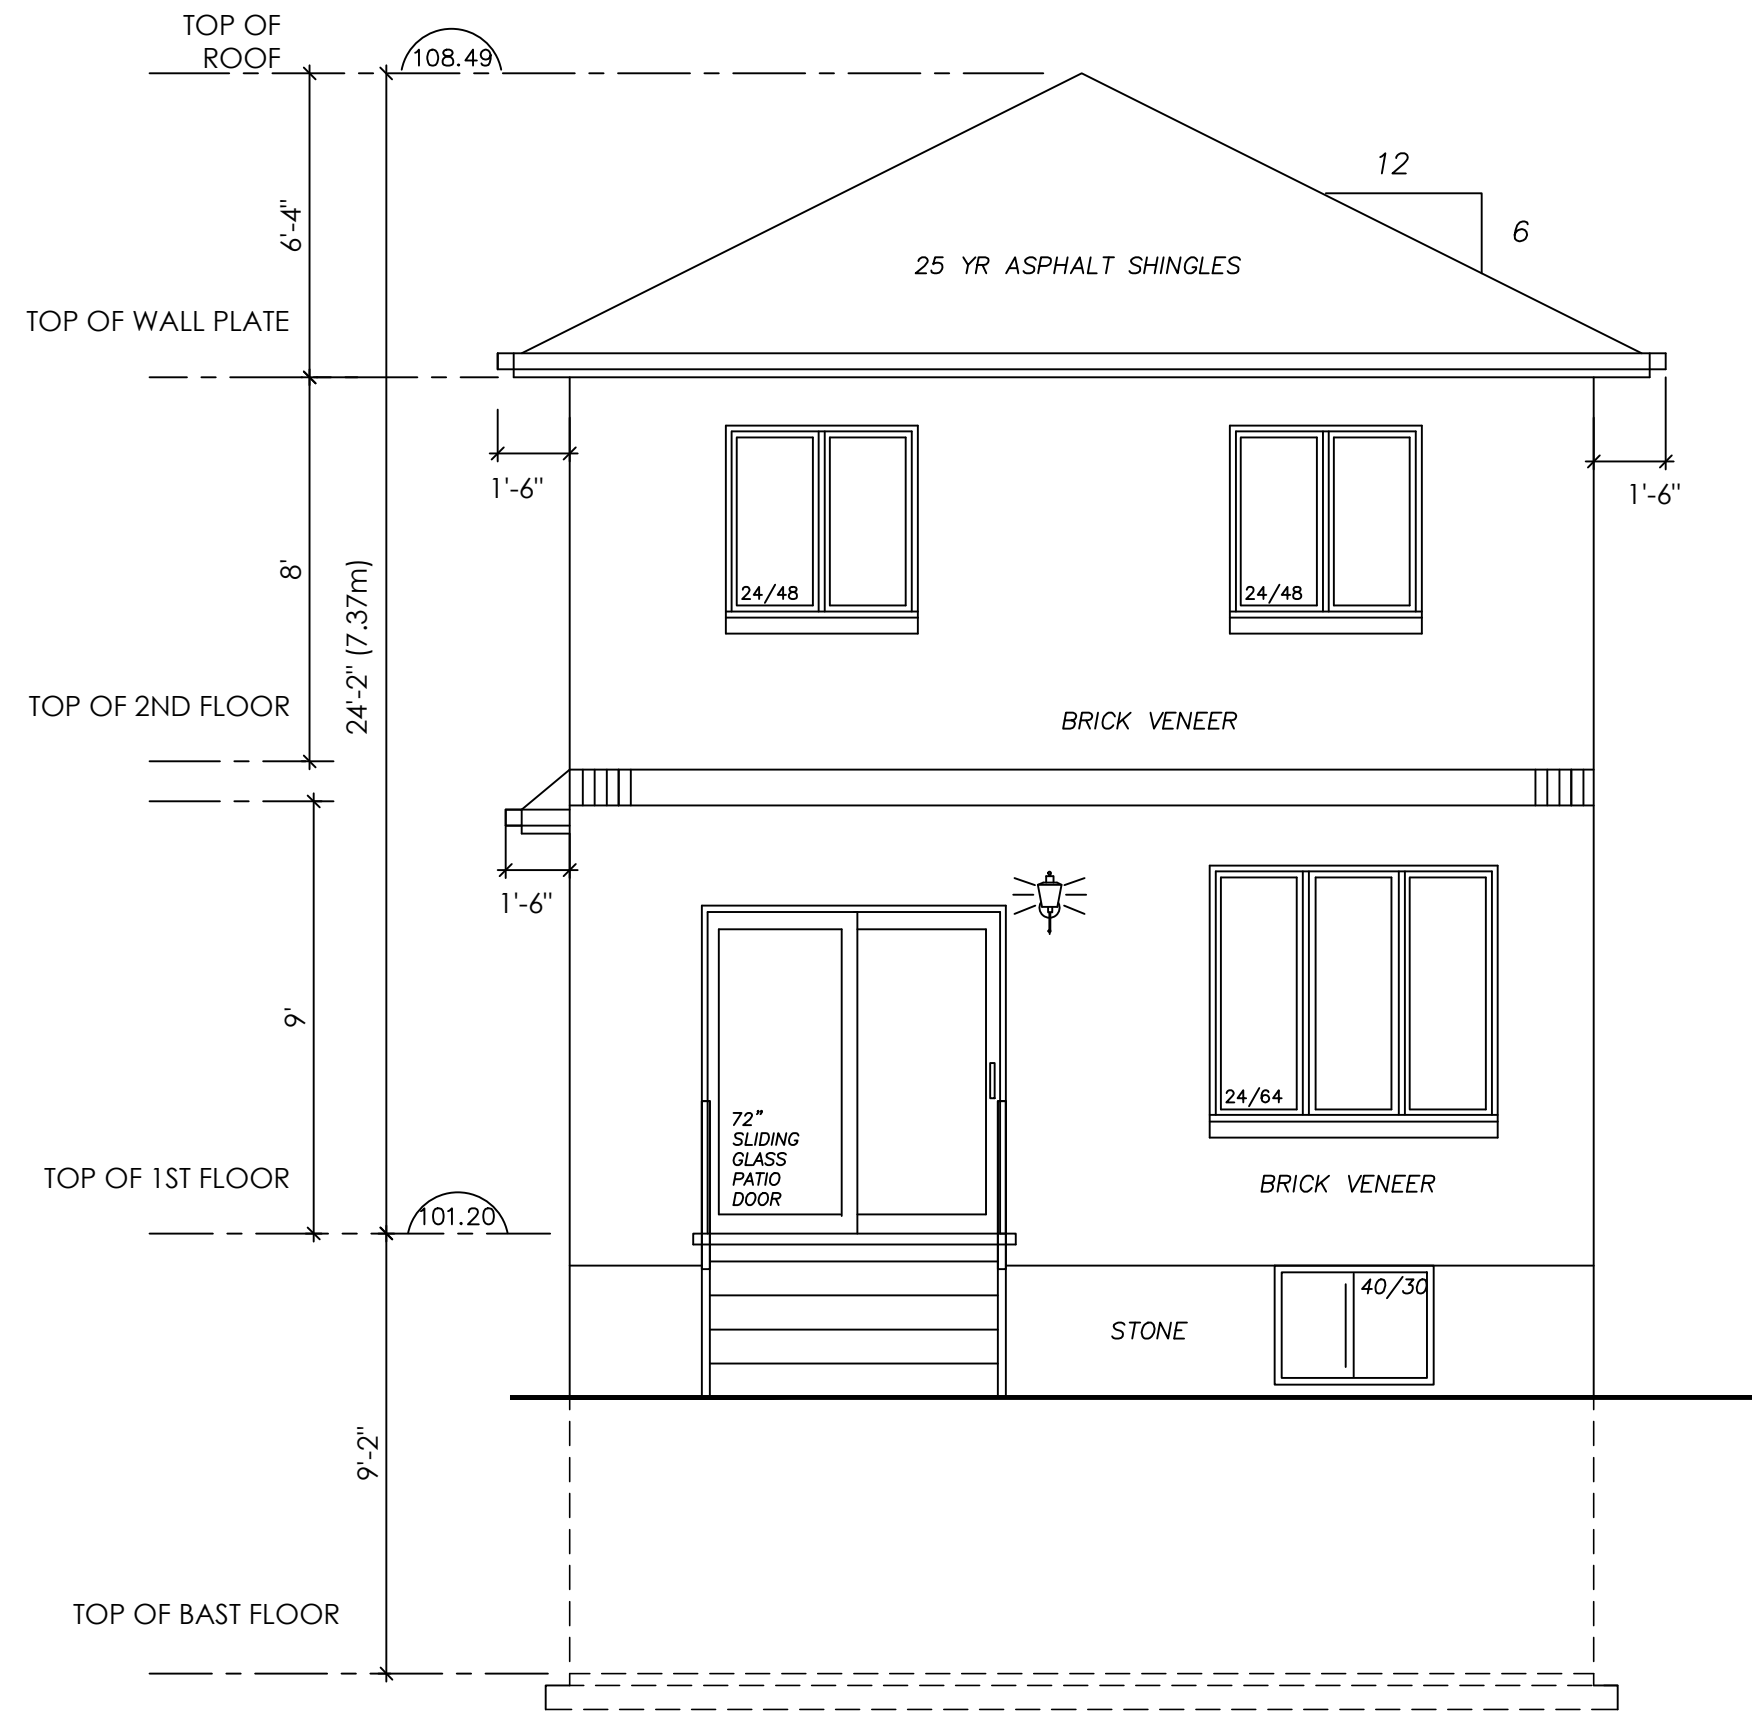 TOP OF
ROOF
108.49
12
6'-4"
6
25 YR ASPHALT SHINGLES
TOP OF WALL PLATE
1'-6"
1'-6"
8'
24'-2" (7.37m)
24/48
24/48
TOP OF 2ND FLOOR
BRICK VENEER
1'-6"
9'
24/64
72"
SLIDING
GLASS
PATIO
DOOR
TOP OF 1ST FLOOR
BRICK VENEER
101.20
40/30
STONE
9'-2"
TOP OF BAST FLOOR